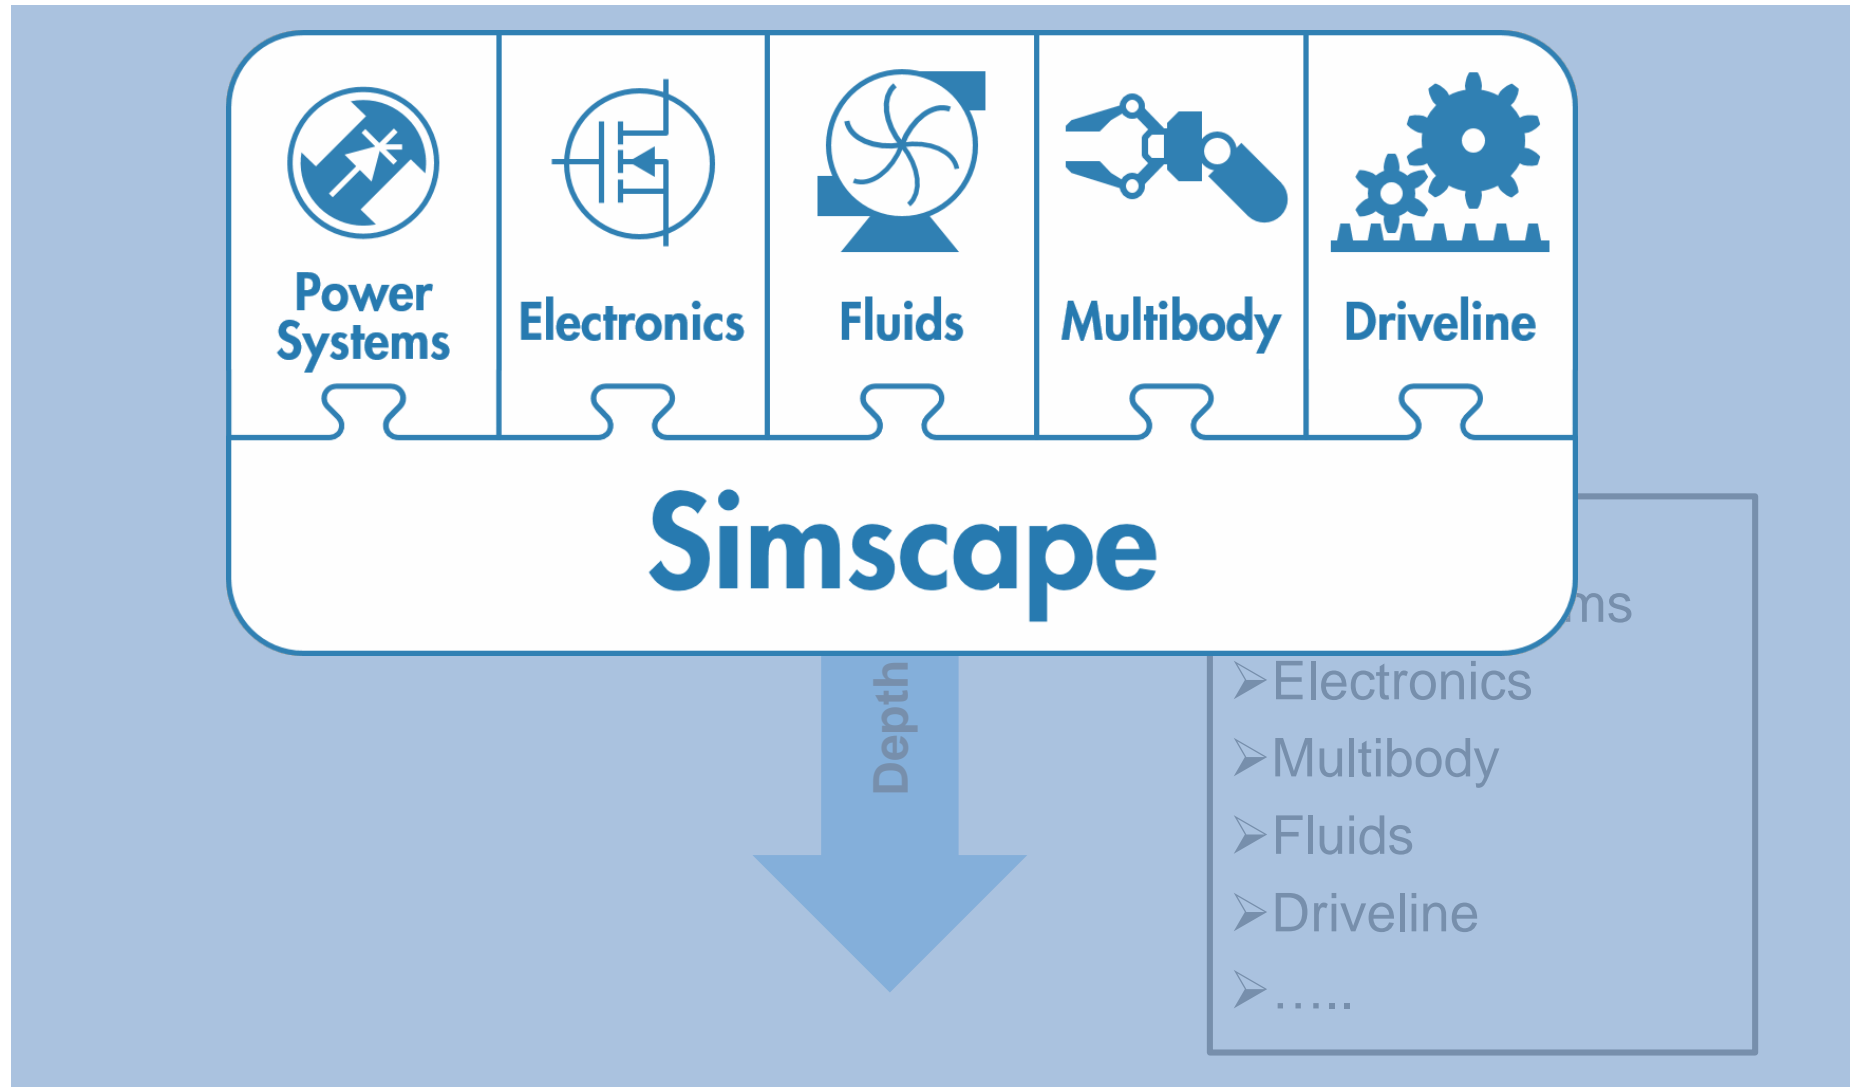 Power
Systems
Electronics
Fluids
Multibody
Driveline
Simscape
Depth
ms
➢Electronics
➢Multibody
➢Fluids
➢Driveline
➢…..